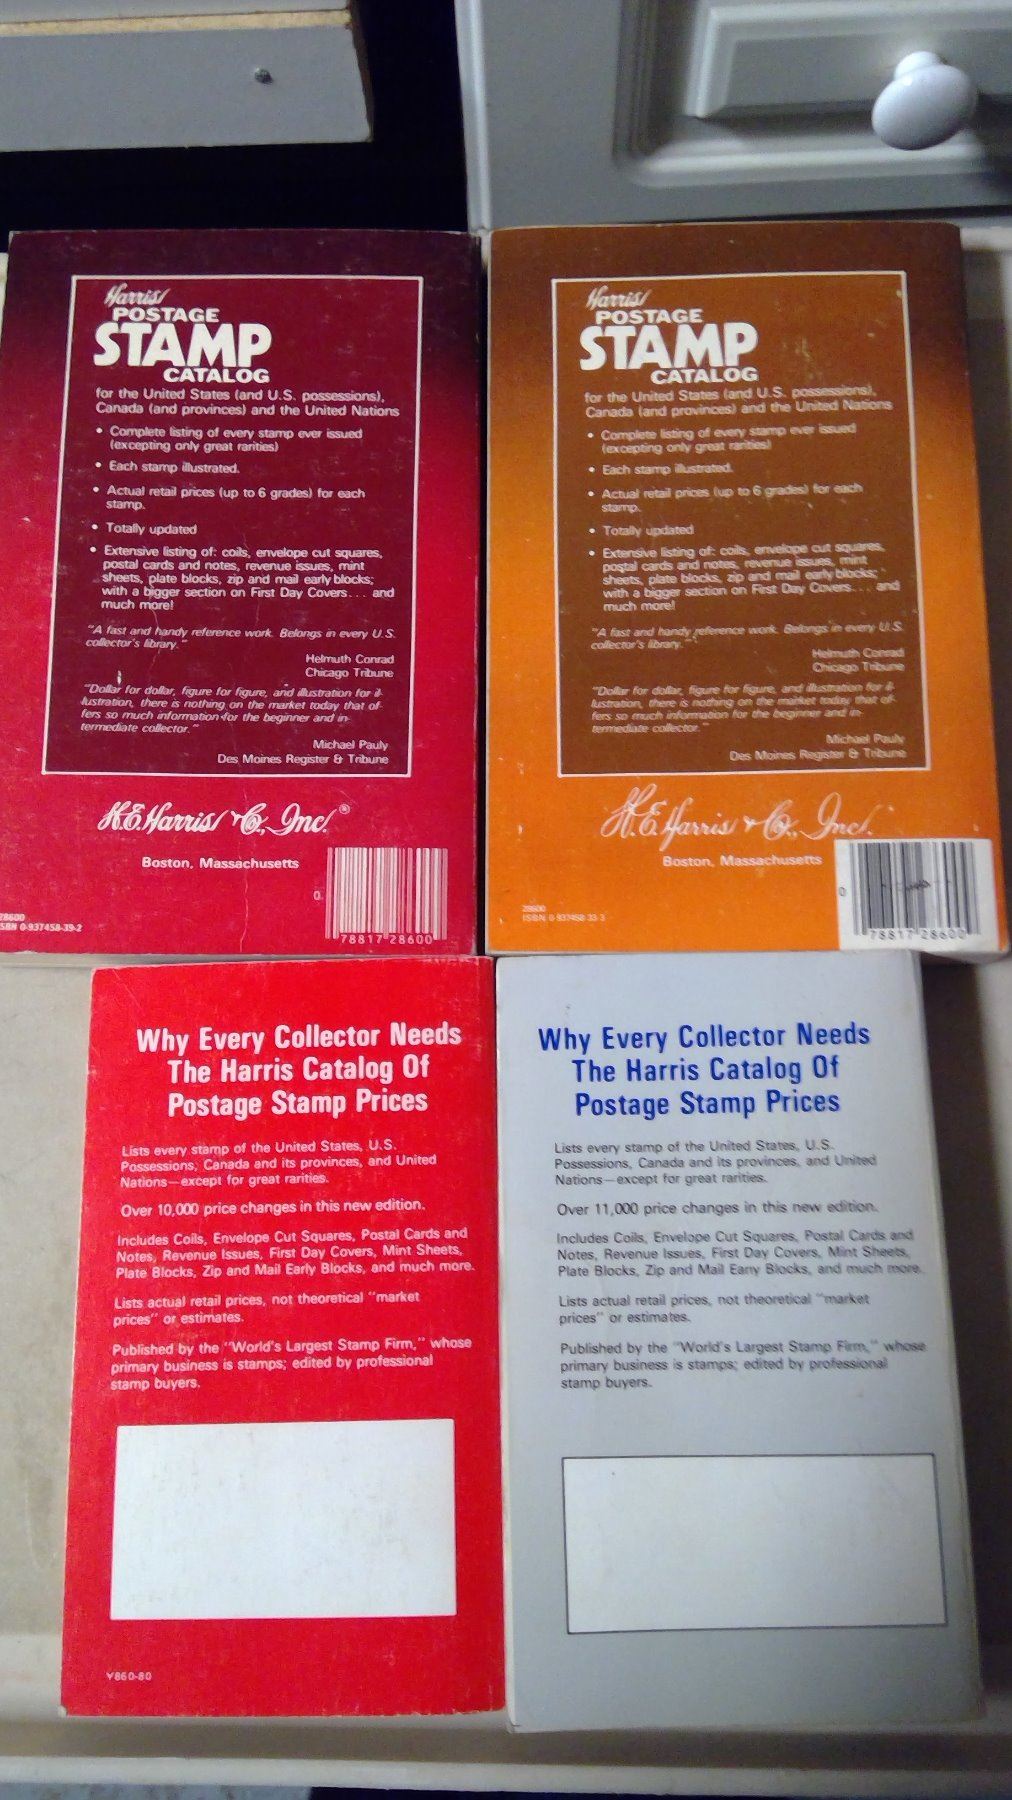 Harris
POSTAGE
STAMP
CATALOG
for the United States (and U.S. possessions),
Canada (and provinces) and the United Nations
• Complete listing of every stamp ever issued
(excepting only great rarities)
• Each stamp illustrated.
• Actual retail prices (up to 6 grades) for each
stamp.
• Totally updated
• Extensive listing of: coils, envelope cut squares,
postal cards and notes, revenue issues, mint
sheets, plate blocks, zip and mail early blocks;
with a bigger section on First Day Covers... and
much more!
"A fast and handy reference work. Belongs in every U.S.
collector's library."
Helmuth Conrad
Chicago Tribune
"Dollar for dollar, figure for figure, and illustration for il-
lustration, there is nothing on the market today that of-
fers so much information for the beginner and in-
termediate collector."
Michael Pauly
Des Moines Register & Tribune
H.E. Harris & Co., Inc.®
Boston, Massachusetts
28600
ISBN 0-937458-39-2
0
78817 28600
Harris
POSTAGE
STAMP
CATALOG
for the United States (and U.S. possessions),
Canada (and provinces) and the United Nations
• Complete listing of every stamp ever issued
(excepting only great rarities)
• Each stamp illustrated.
• Actual retail prices (up to 6 grades) for each
stamp.
• Totally updated
• Extensive listing of: coils, envelope cut squares,
postal cards and notes, revenue issues, mint
sheets, plate blocks, zip and mail early blocks;
with a bigger section on First Day Covers... and
much more!
"A fast and handy reference work. Belongs in every U.S.
collector's library."
Helmuth Conrad
Chicago Tribune
"Dollar for dollar, figure for figure, and illustration for il-
lustration, there is nothing on the market today that of-
fers so much information for the beginner and in-
termediate collector."
Michael Pauly
Des Moines Register & Tribune
H.E. Harris & Co., Inc.
Boston, Massachusetts
28600
ISBN 0-937458-33-3
0
78817 28600
Why Every Collector Needs
The Harris Catalog Of
Postage Stamp Prices
Lists every stamp of the United States, U.S.
Possessions, Canada and its provinces, and United
Nations—except for great rarities.
Over 10,000 price changes in this new edition.
Includes Coils, Envelope Cut Squares, Postal Cards and
Notes, Revenue Issues, First Day Covers, Mint Sheets,
Plate Blocks, Zip and Mail Early Blocks, and much more.
Lists actual retail prices, not theoretical "market
prices" or estimates.
Published by the "World's Largest Stamp Firm," whose
primary business is stamps; edited by professional
stamp buyers.
Y860-80
Why Every Collector Needs
The Harris Catalog Of
Postage Stamp Prices
Lists every stamp of the United States, U.S.
Possessions, Canada and its provinces, and United
Nations—except for great rarities.
Over 11,000 price changes in this new edition.
Includes Coils, Envelope Cut Squares, Postal Cards and
Notes, Revenue Issues, First Day Covers, Mint Sheets,
Plate Blocks, Zip and Mail Early Blocks, and much more.
Lists actual retail prices, not theoretical "market
prices" or estimates.
Published by the "World's Largest Stamp Firm," whose
primary business is stamps; edited by professional
stamp buyers.